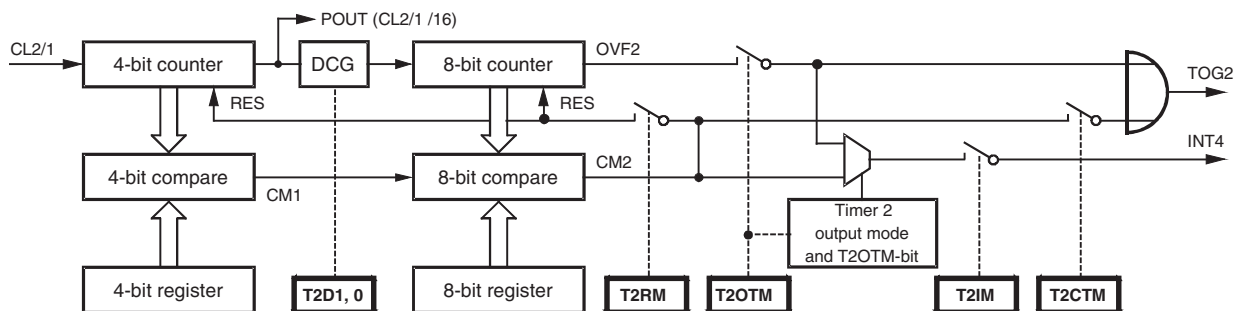 POUT (CL2/1 /16)
CL2/1
4-bit counter
DCG
8-bit counter
OVF2
TOG2
RES
RES
INT4
4-bit compare
CM1
8-bit compare
CM2
Timer 2
output mode
and T2OTM-bit
4-bit register
T2D1, 0
8-bit register
T2RM
T2OTM
T2IM
T2CTM